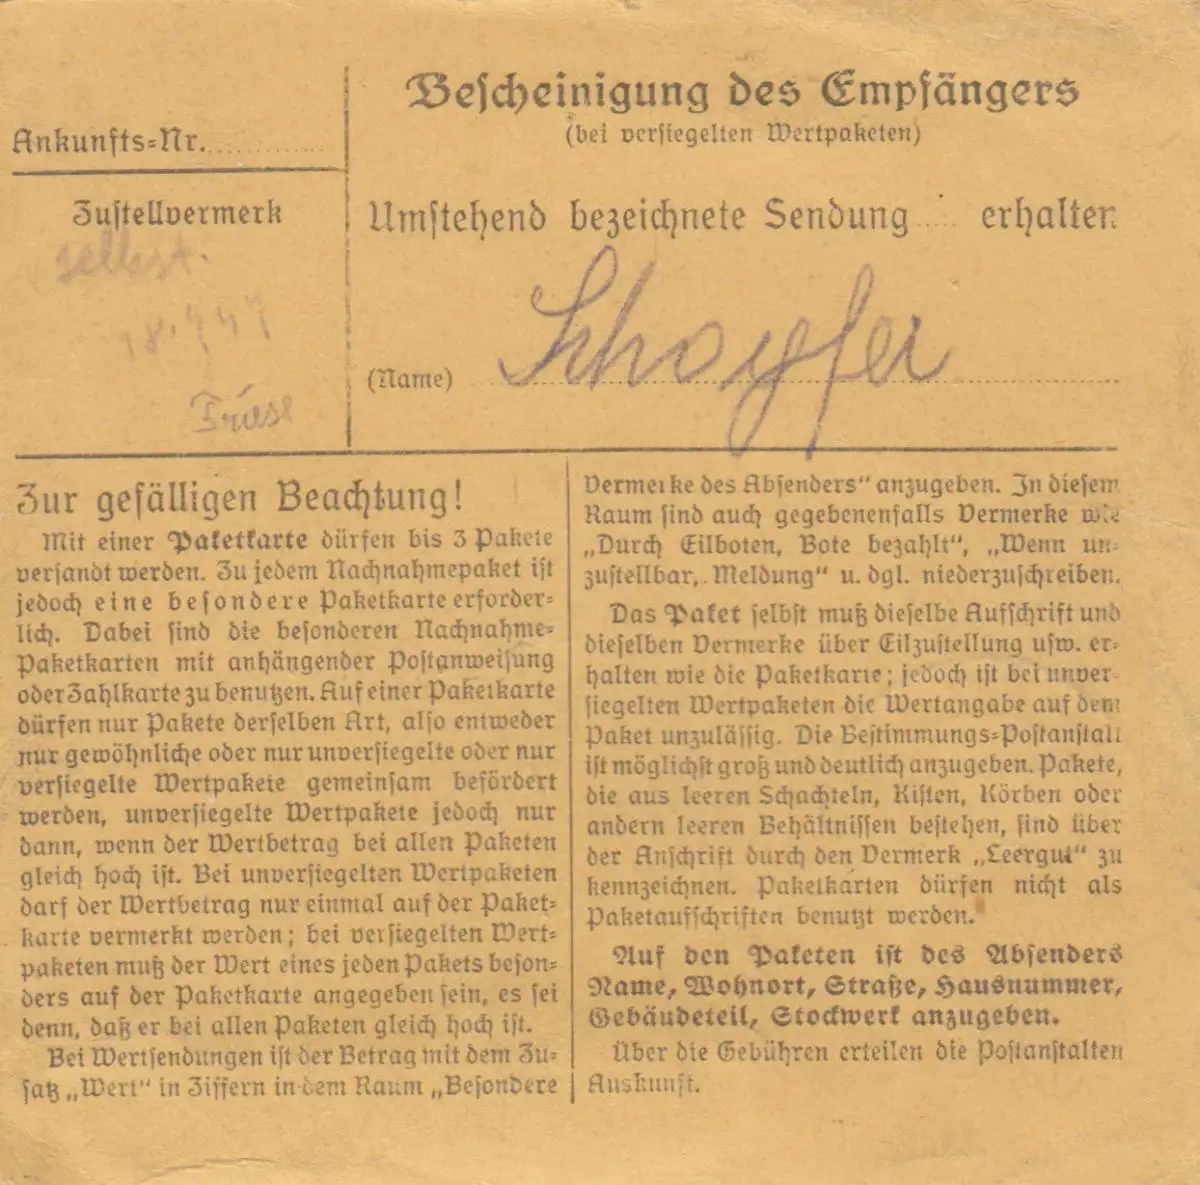 Ankunfts-Nr.
Zustellvermerk
selbst.
18.
Friese
Bescheinigung des Empfängers
(bei versiegelten Wertpaketen)
Umstehend bezeichnete Sendung erhalten
(Name)
Zur gefälligen Beachtung!
Mit einer Paketkarte dürfen bis 3 Pakete
versandt werden. Zu jedem Nachnahmepaket ist
jedoch eine besondere Paketkarte erforder-
lich. Dabei sind die besonderen Nachnahme-
Paketkarten mit anhängender Postanweisung
oder Zahlkarte zu benutzen. Auf einer Paketkarte
dürfen nur Pakete derselben Art, also entweder
nur gewöhnliche oder nur unversiegelte oder nur
versiegelte Wertpakete gemeinsam befördert
werden, unversiegelte Wertpakete jedoch nur
dann, wenn der Wertbetrag bei allen Paketen
gleich hoch ist. Bei unversiegelten Wertpaketen
darf der Wertbetrag nur einmal auf der Paket-
karte vermerkt werden; bei versiegelten Wert-
paketen muß der Wert eines jeden Pakets beson-
ders auf der Paketkarte angegeben sein, es sei
denn, daß er bei allen Paketen gleich hoch ist.
Bei Wertsendungen ist der Betrag mit dem Zu-
satz „Wert“ in Ziffern in dem Raum „Besondere
Vermerke des Absenders“ anzugeben. In diesem
Raum sind auch gegebenenfalls Vermerke wie
„Durch Eilboten, Bote bezahlt“, „Wenn un-
zustellbar, Meldung“ u. dgl. niederzuschreiben.
Das Paket selbst muß dieselbe Aufschrift und
dieselben Vermerke über Eilzustellung usw. er-
halten wie die Paketkarte; jedoch ist bei unver-
siegelten Wertpaketen die Wertangabe auf dem
Paket unzulässig. Die Bestimmungs-Postanstalt
ist möglichst groß und deutlich anzugeben. Pakete,
die aus leeren Schachteln, Kisten, Körben oder
andern leeren Behältnissen bestehen, sind über
der Anschrift durch den Vermerk „Leergut“ zu
kennzeichnen. Paketkarten dürfen nicht als
Paketaufschriften benutzt werden.
Auf den Paketen ist des Absenders
Name, Wohnort, Straße, Hausnummer,
Gebäudeteil, Stockwerk anzugeben.
Über die Gebühren erteilen die Postanstalten
Auskunft.